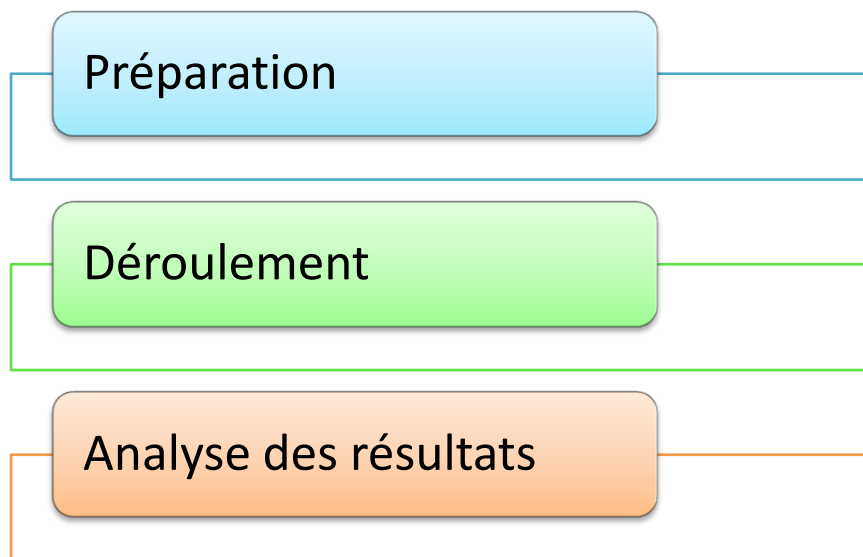 Préparation
Déroulement
Analyse des résultats